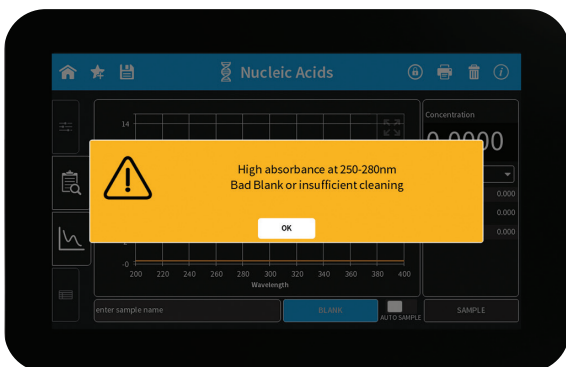 Nucleic Acids
Concentration
14
High absorbance at 250-280nm
Bad Blank or insufficient cleaning
OK
0.000
0.000
0.000
-0
200 220 240 260 280 300 320 340 360 380 400
Wavelength
enter sample name
BLANK
AUTO SAMPLE
SAMPLE